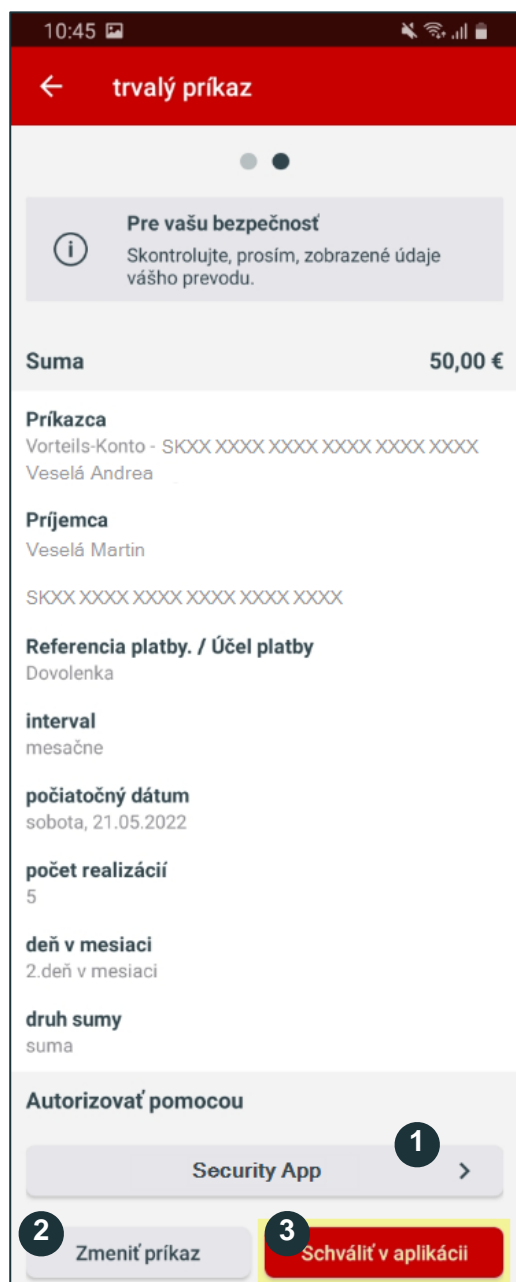 10:45
trvalý príkaz
Pre vašu bezpečnosť
Skontrolujte, prosím, zobrazené údaje
vášho prevodu.
Suma 50,00 €
Príkazca
Vorteils-Konto - SKXX XXXX XXXX XXXX XXXX XXXX
Veselá Andrea
Príjemca
Veselá Martin
SKXX XXXX XXXX XXXX XXXX XXXX
Referencia platby. / Účel platby
Dovolenka
interval
mesačne
počiatočný dátum
sobota, 21.05.2022
počet realizácií
5
deň v mesiaci
2.deň v mesiaci
druh sumy
suma
Autorizovať pomocou
1
Security App
2 3
Zmeniť príkaz Schváliť v aplikácii